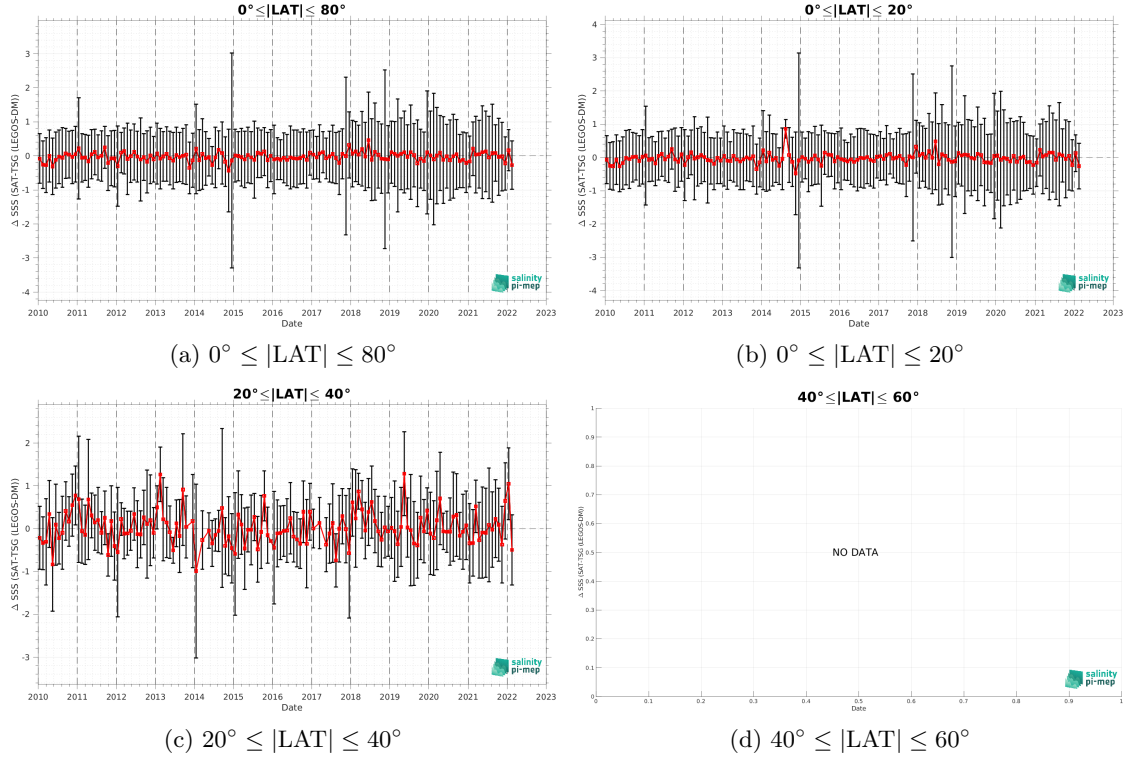 0°≤|LAT|≤ 80°
Δ SSS (SAT-TSG (LEGOS-DM))
3
2
1
0
-1
-2
-3
-4
2010 2011 2012 2013 2014 2015 2016 2017 2018 2019 2020 2021 2022 2023
Date
salinity
pi-mep
(a) 0° ≤ |LAT| ≤ 80°
0°≤|LAT|≤ 20°
Δ SSS (SAT-TSG (LEGOS-DM))
4
3
2
1
0
-1
-2
-3
-4
2010 2011 2012 2013 2014 2015 2016 2017 2018 2019 2020 2021 2022 2023
Date
salinity
pi-mep
(b) 0° ≤ |LAT| ≤ 20°
20°≤|LAT|≤ 40°
Δ SSS (SAT-TSG (LEGOS-DM))
2
1
0
-1
-2
-3
2010 2011 2012 2013 2014 2015 2016 2017 2018 2019 2020 2021 2022 2023
Date
salinity
pi-mep
(c) 20° ≤ |LAT| ≤ 40°
40°≤|LAT|≤ 60°
Δ SSS (SAT-TSG (LEGOS-DM))
1
0.9
0.8
0.7
0.6
0.5
0.4
0.3
0.2
0.1
0
NO DATA
0 0.1 0.2 0.3 0.4 0.5 0.6 0.7 0.8 0.9 1
Date
salinity
pi-mep
(d) 40° ≤ |LAT| ≤ 60°